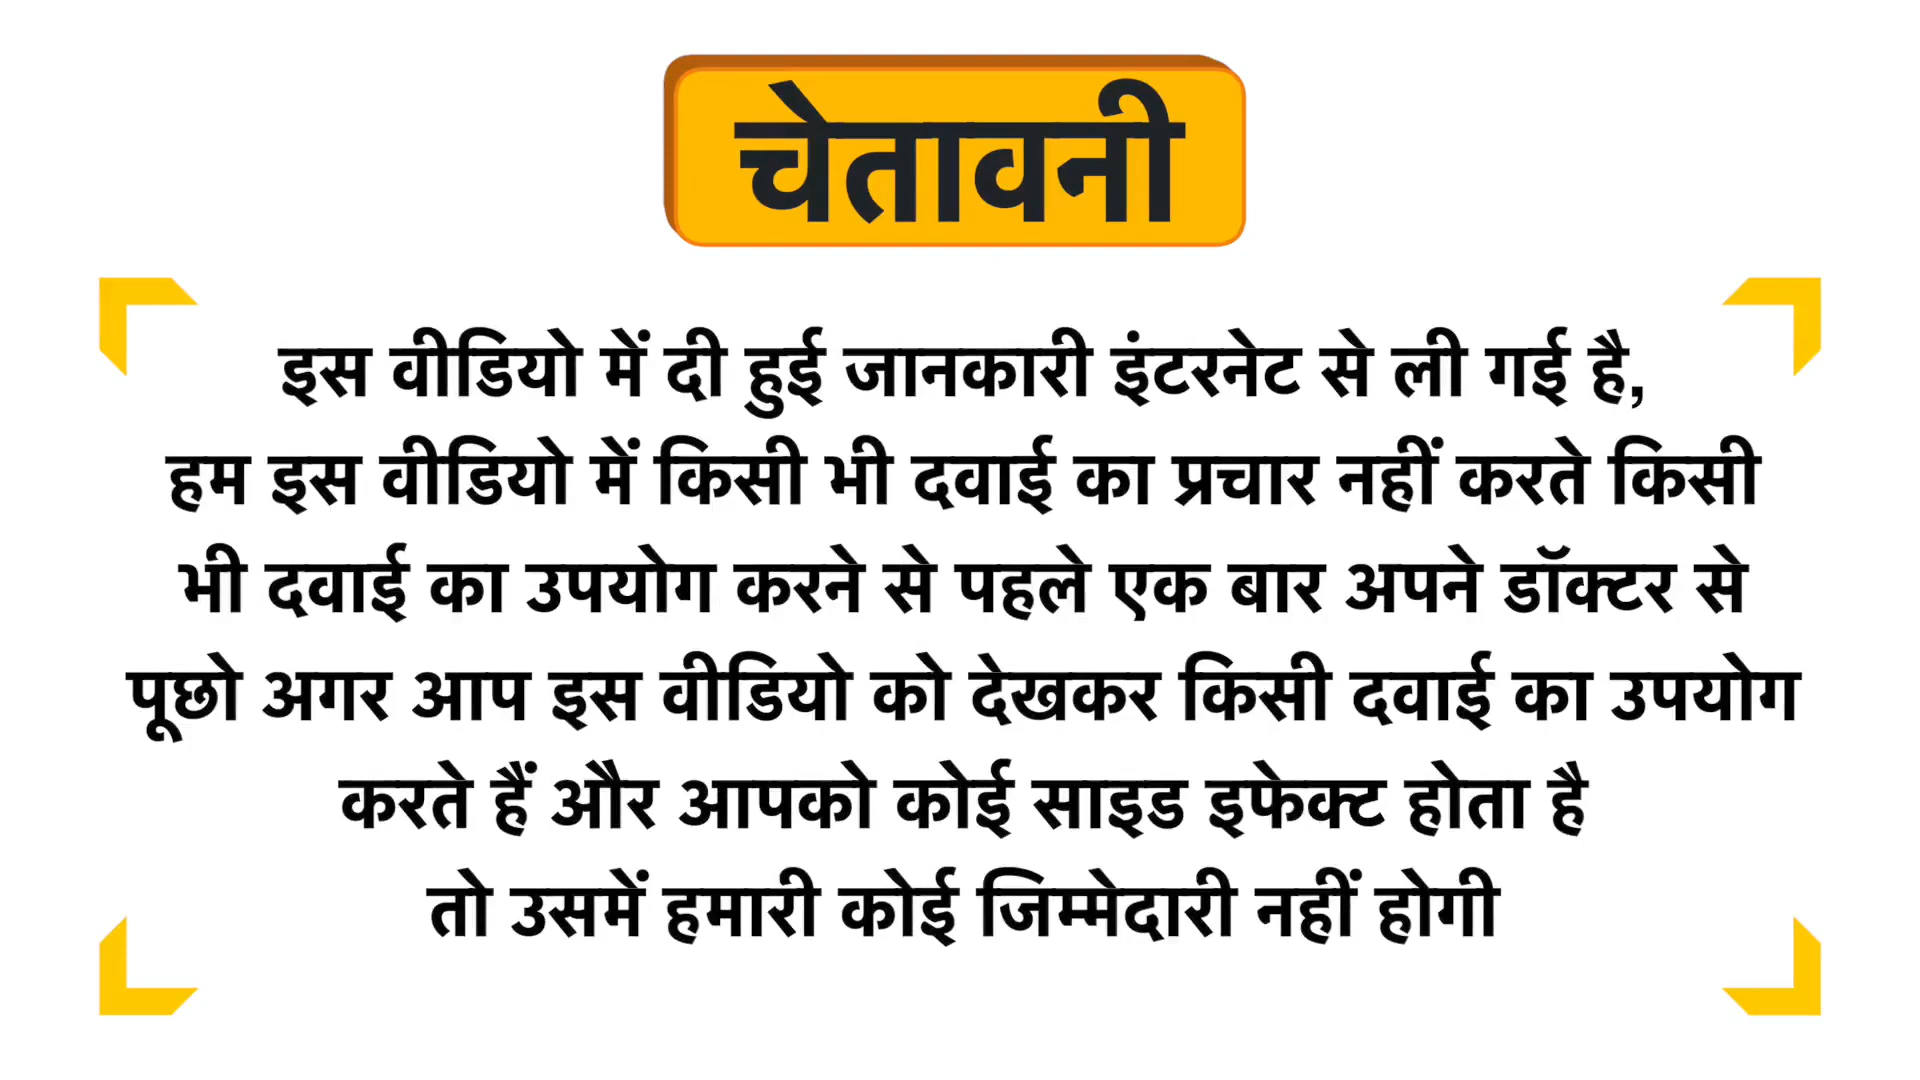 चेतावनी
इस वीडियो में दी हुई जानकारी इंटरनेट से ली गई है,
हम इस वीडियो में किसी भी दवाई का प्रचार नहीं करते किसी
भी दवाई का उपयोग करने से पहले एक बार अपने डॉक्टर से
पूछो अगर आप इस वीडियो को देखकर किसी दवाई का उपयोग
करते हैं और आपको कोई साइड इफेक्ट होता है
तो उसमें हमारी कोई जिम्मेदारी नहीं होगी